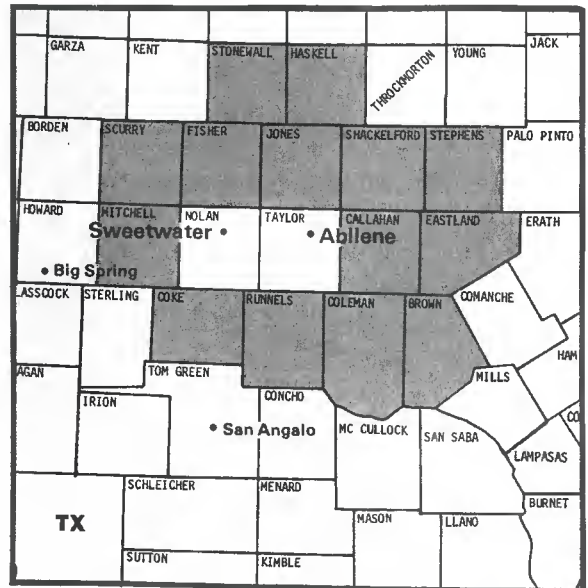 GARZA
KENT
STONEWALL
HASKELL
THROCKMORTON
YOUNG
JACK
BORDEN
SCURRY
FISHER
JONES
SHACKELFORD
STEPHENS
PALO PINTO
HOWARD
MITCHELL
NOLAN
TAYLOR
CALLAHAN
EASTLAND
ERATH
Sweetwater
Abilene
Big Spring
LASSCOCK
STERLING
COKE
RUNNELS
COLEMAN
BROWN
COMANCHE
HAM
AGAN
TOM GREEN
CONCHO
MILLS
IRION
San Angalo
MC CULLOCK
SAN SABA
CO
LAMPASAS
SCHLEICHER
MENARD
BURNET
TX
MASON
LLANO
SUTTON
KIMBLE